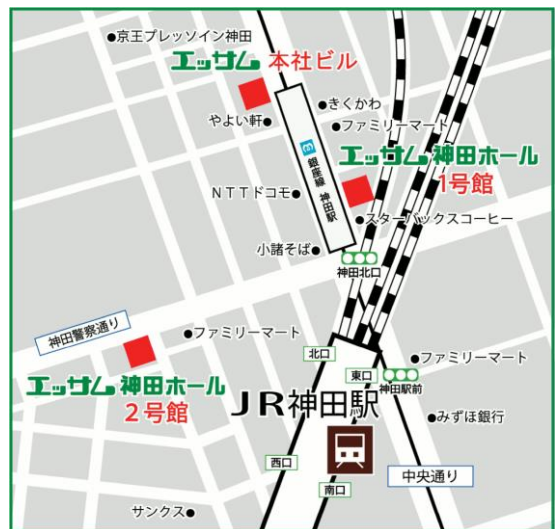 ●京王プレッソイン神田
エッサム 本社ビル
●きくかわ
やよい軒●
●ファミリーマート
③ 銀座線 神田駅
エッサム 神田ホール
1号館
NTTドコモ●
●スターバックスコーヒー
小諸そば●
神田北口
神田警察通り
●ファミリーマート
北口
●ファミリーマート
東口
神田駅前
エッサム 神田ホール
2号館
JR神田駅
●みずほ銀行
西口
中央通り
南口
サンクス●